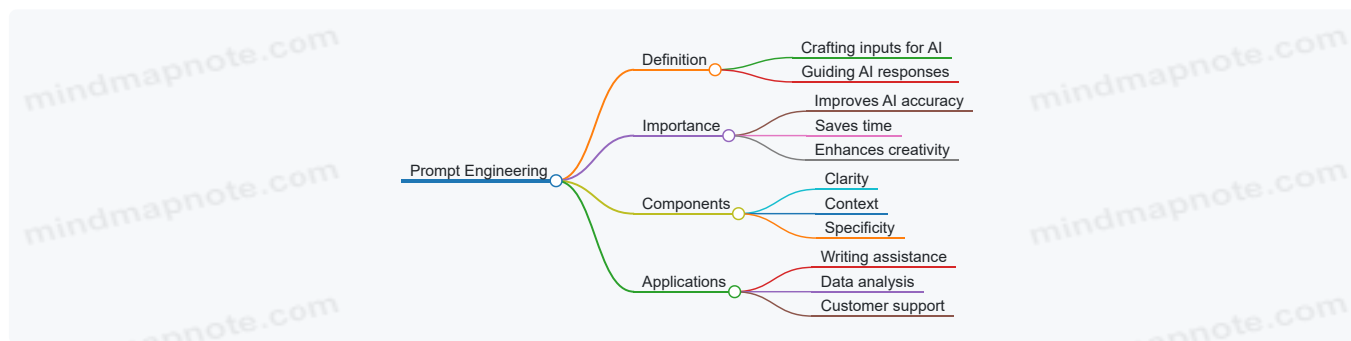 Prompt Engineering
Definition
Crafting inputs for AI
Guiding AI responses
Importance
Improves AI accuracy
Saves time
Enhances creativity
Components
Clarity
Context
Specificity
Applications
Writing assistance
Data analysis
Customer support
mindmapnote.com
mindmapnote.com
mindmapnote.com
mindmapnote.com
mindmapnote.com
mindmapnote.com